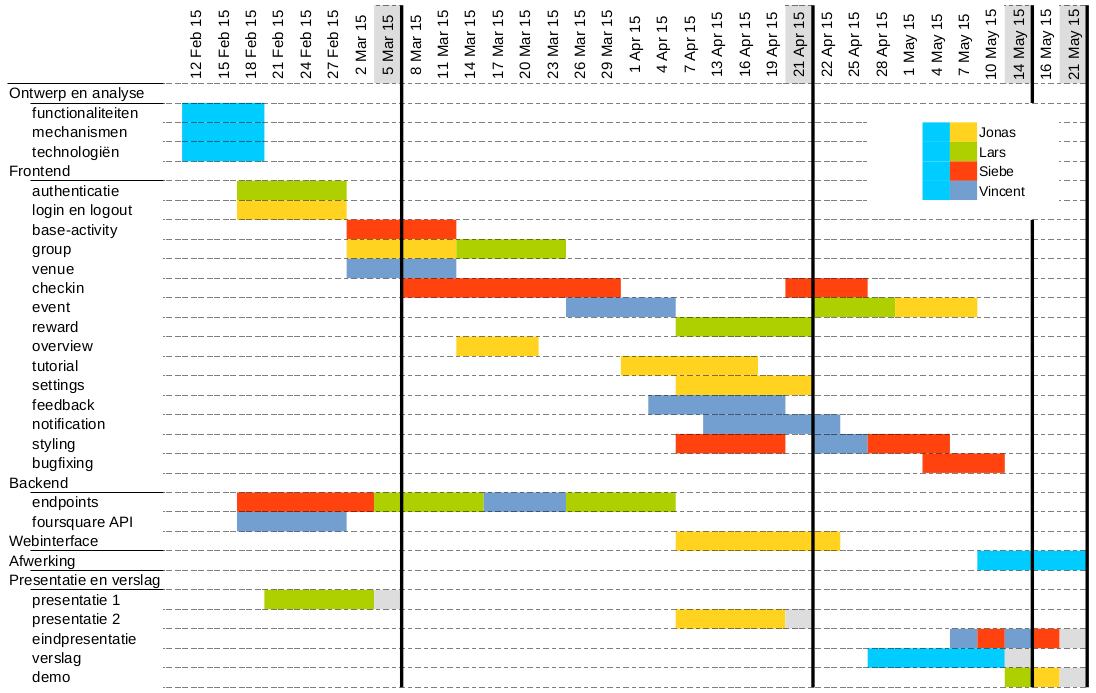 12 Feb 15
15 Feb 15
18 Feb 15
21 Feb 15
24 Feb 15
27 Feb 15
2 Mar 15
5 Mar 15
8 Mar 15
11 Mar 15
14 Mar 15
17 Mar 15
20 Mar 15
23 Mar 15
26 Mar 15
29 Mar 15
1 Apr 15
4 Apr 15
7 Apr 15
13 Apr 15
16 Apr 15
19 Apr 15
21 Apr 15
22 Apr 15
25 Apr 15
28 Apr 15
1 May 15
4 May 15
7 May 15
10 May 15
14 May 15
16 May 15
21 May 15
Ontwerp en analyse
functionaliteiten
mechanismen
technologiën
Frontend
authenticatie
login en logout
base-activity
group
venue
checkin
event
reward
overview
tutorial
settings
feedback
notification
styling
bugfixing
Backend
endpoints
foursquare API
Webinterface
Afwerking
Presentatie en verslag
presentatie 1
presentatie 2
eindpresentatie
verslag
demo
Jonas
Lars
Siebe
Vincent